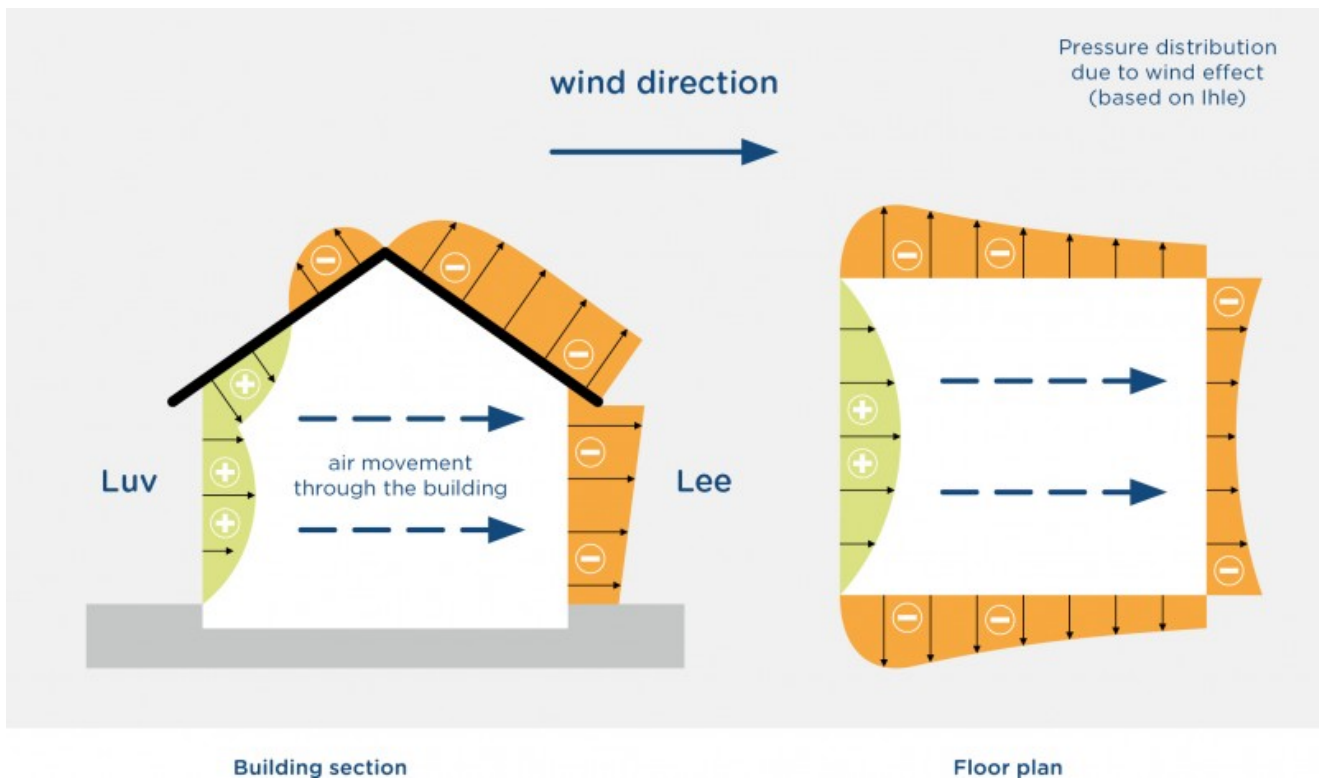 Pressure distribution
due to wind effect
(based on Ihle)
wind direction
Luv
air movement
through the building
Lee
Building section
Floor plan